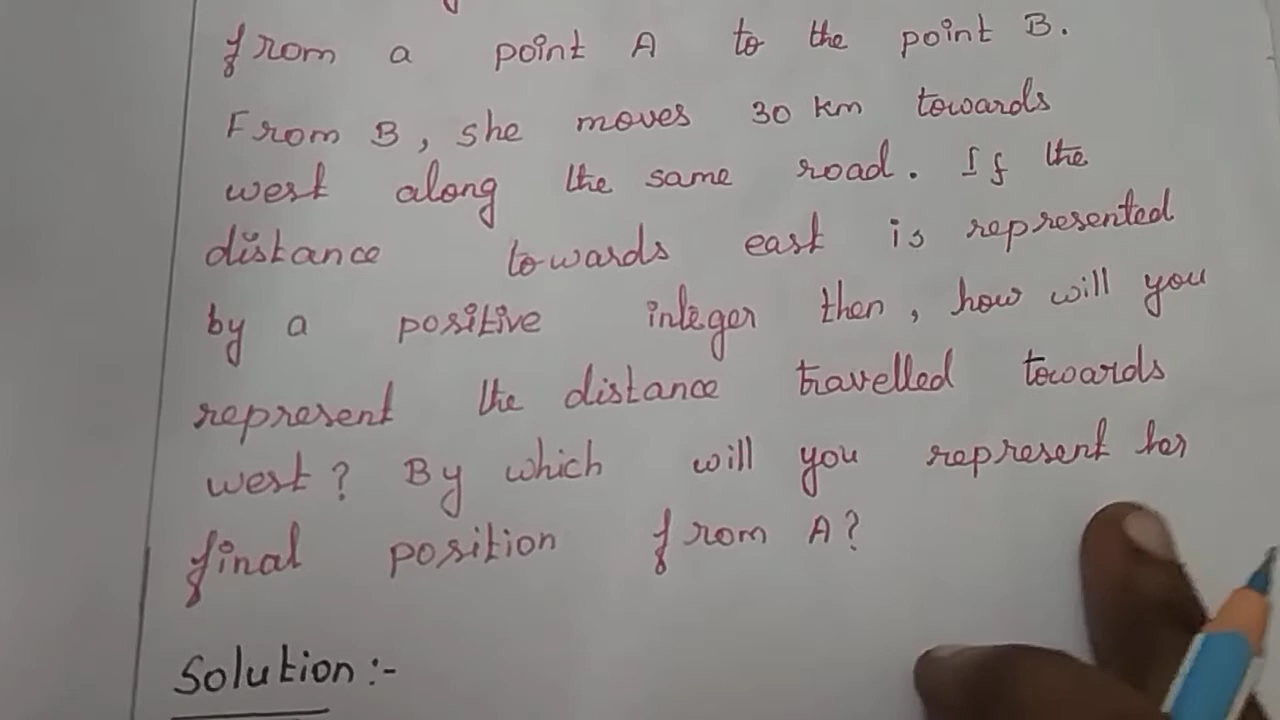 from a point A to the point B.
From B, she moves 30 km towards
west along the same road. If the
distance towards east is represented
by a positive integer then, how will you
represent the distance travelled towards
west? By which will you represent her
final position from A?
Solution:-